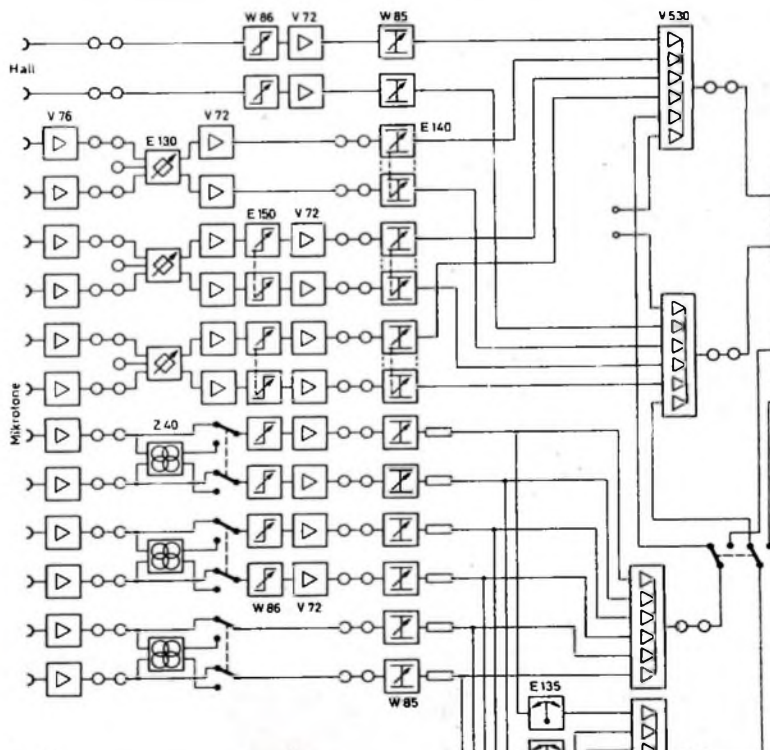 W 86
V 72
W 85
V 530
Hall
V 76
E 130
V 72
E 140
E 150
V 72
Mikrofone
Z 40
W 86
V 72
W 85
E 135